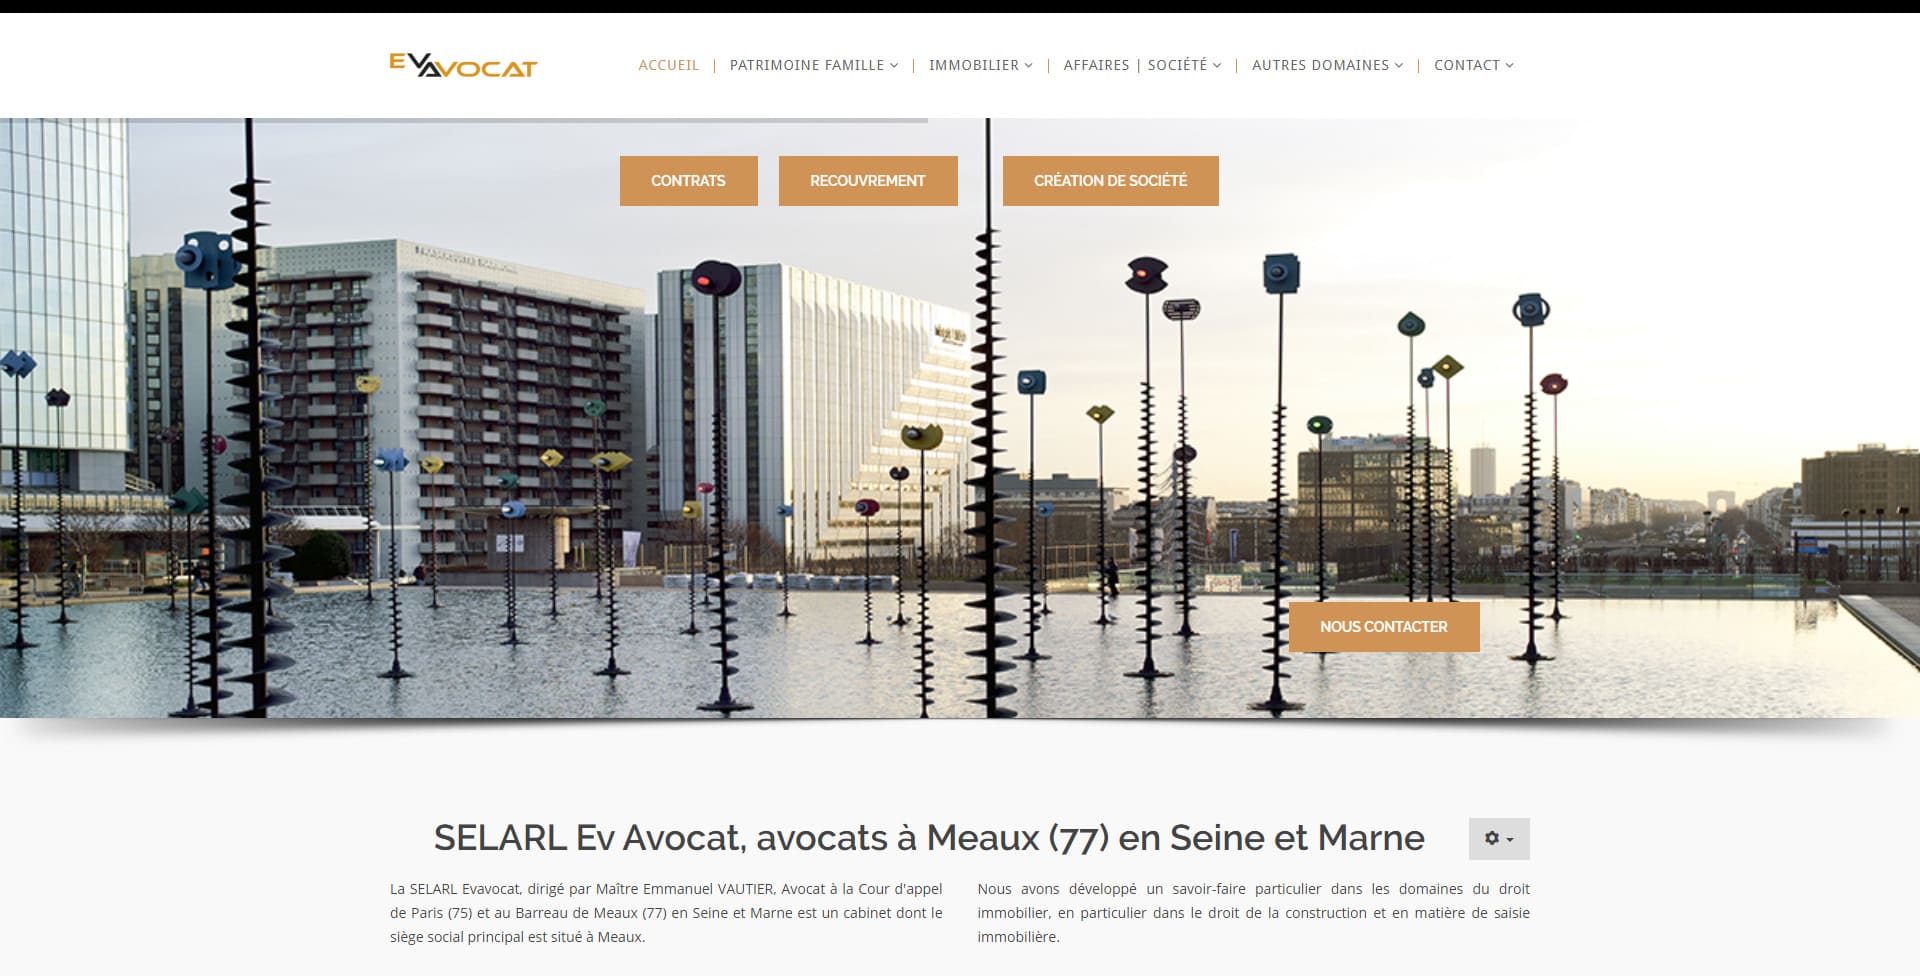 EVAVOCAT
ACCUEIL | PATRIMOINE FAMILLE | IMMOBILIER | AFFAIRES | SOCIÉTÉ | AUTRES DOMAINES | CONTACT
CONTRATS RECOUVREMENT CRÉATION DE SOCIÉTÉ
NOUS CONTACTER
SELARL Ev Avocat, avocats à Meaux (77) en Seine et Marne
La SELARL Evavocat, dirigé par Maître Emmanuel VAUTIER, Avocat à la Cour d'appel
de Paris (75) et au Barreau de Meaux (77) en Seine et Marne est un cabinet dont le
siège social principal est situé à Meaux.
Nous avons développé un savoir-faire particulier dans les domaines du droit
immobilier, en particulier dans le droit de la construction et en matière de saisie
immobilière.